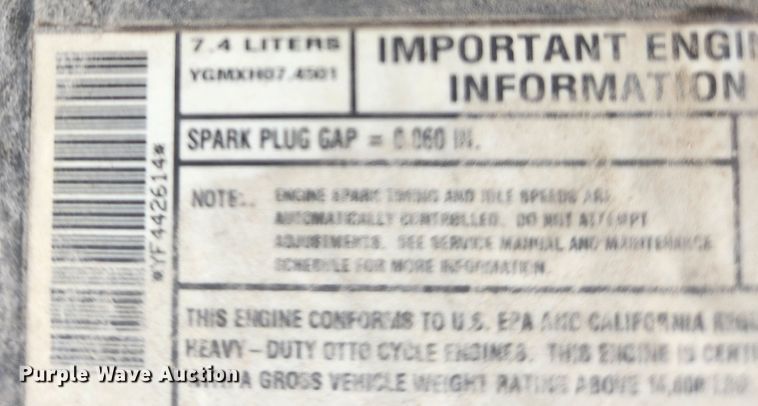 7.4 LITERS
YGMXH07.4501
IMPORTANT ENGI
INFORMATION
SPARK PLUG GAP = 0.060 IN.
*YF442614*
NOTE: ENGINE SPARK TIMING AND IDLE SPEEDS ARE
AUTOMATICALLY CONTROLLED. DO NOT ATTEMPT
ADJUSTMENTS. SEE SERVICE MANUAL AND MAINTENANCE
SCHEDULE FOR MORE INFORMATION.
THIS ENGINE CONFORMS TO U.S. EPA AND CALIFORNIA
HEAVY-DUTY OTTO CYCLE ENGINES. THIS ENGINE IS
A GROSS VEHICLE WEIGHT RATING ABOVE
Purple Wave Auction